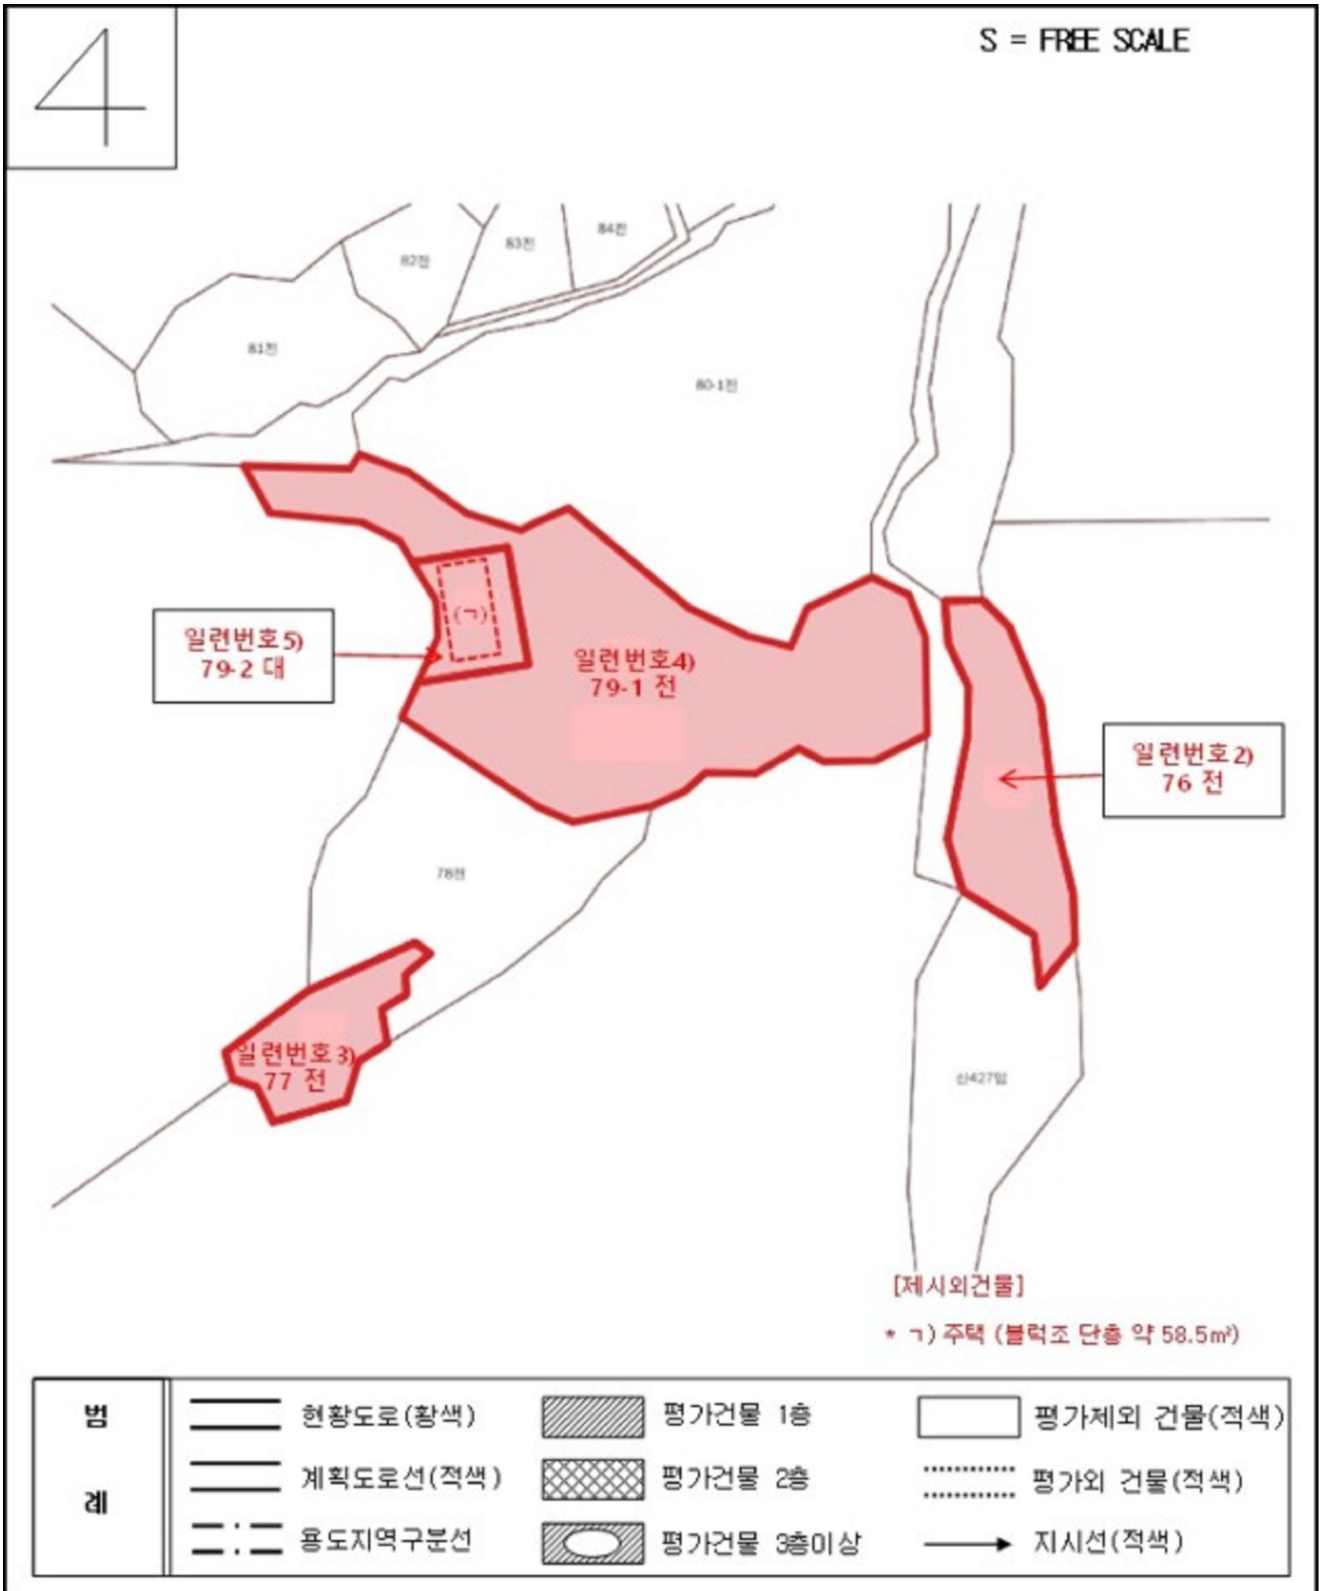 S = FREE SCALE
84전
83전
82전
81전
80-1전
(ㄱ)
일련번호5)
79-2 대
일련번호4)
79-1 전
일련번호2)
76 전
78전
일련번호3)
77 전
산427임
[제시외건물]
* ㄱ) 주택 (블럭조 단층 약 58.5㎡)
범
례
현황도로(황색)
평가건물 1층
평가제외 건물(적색)
계획도로선(적색)
평가건물 2층
평가외 건물(적색)
용도지역구분선
평가건물 3층이상
지시선(적색)